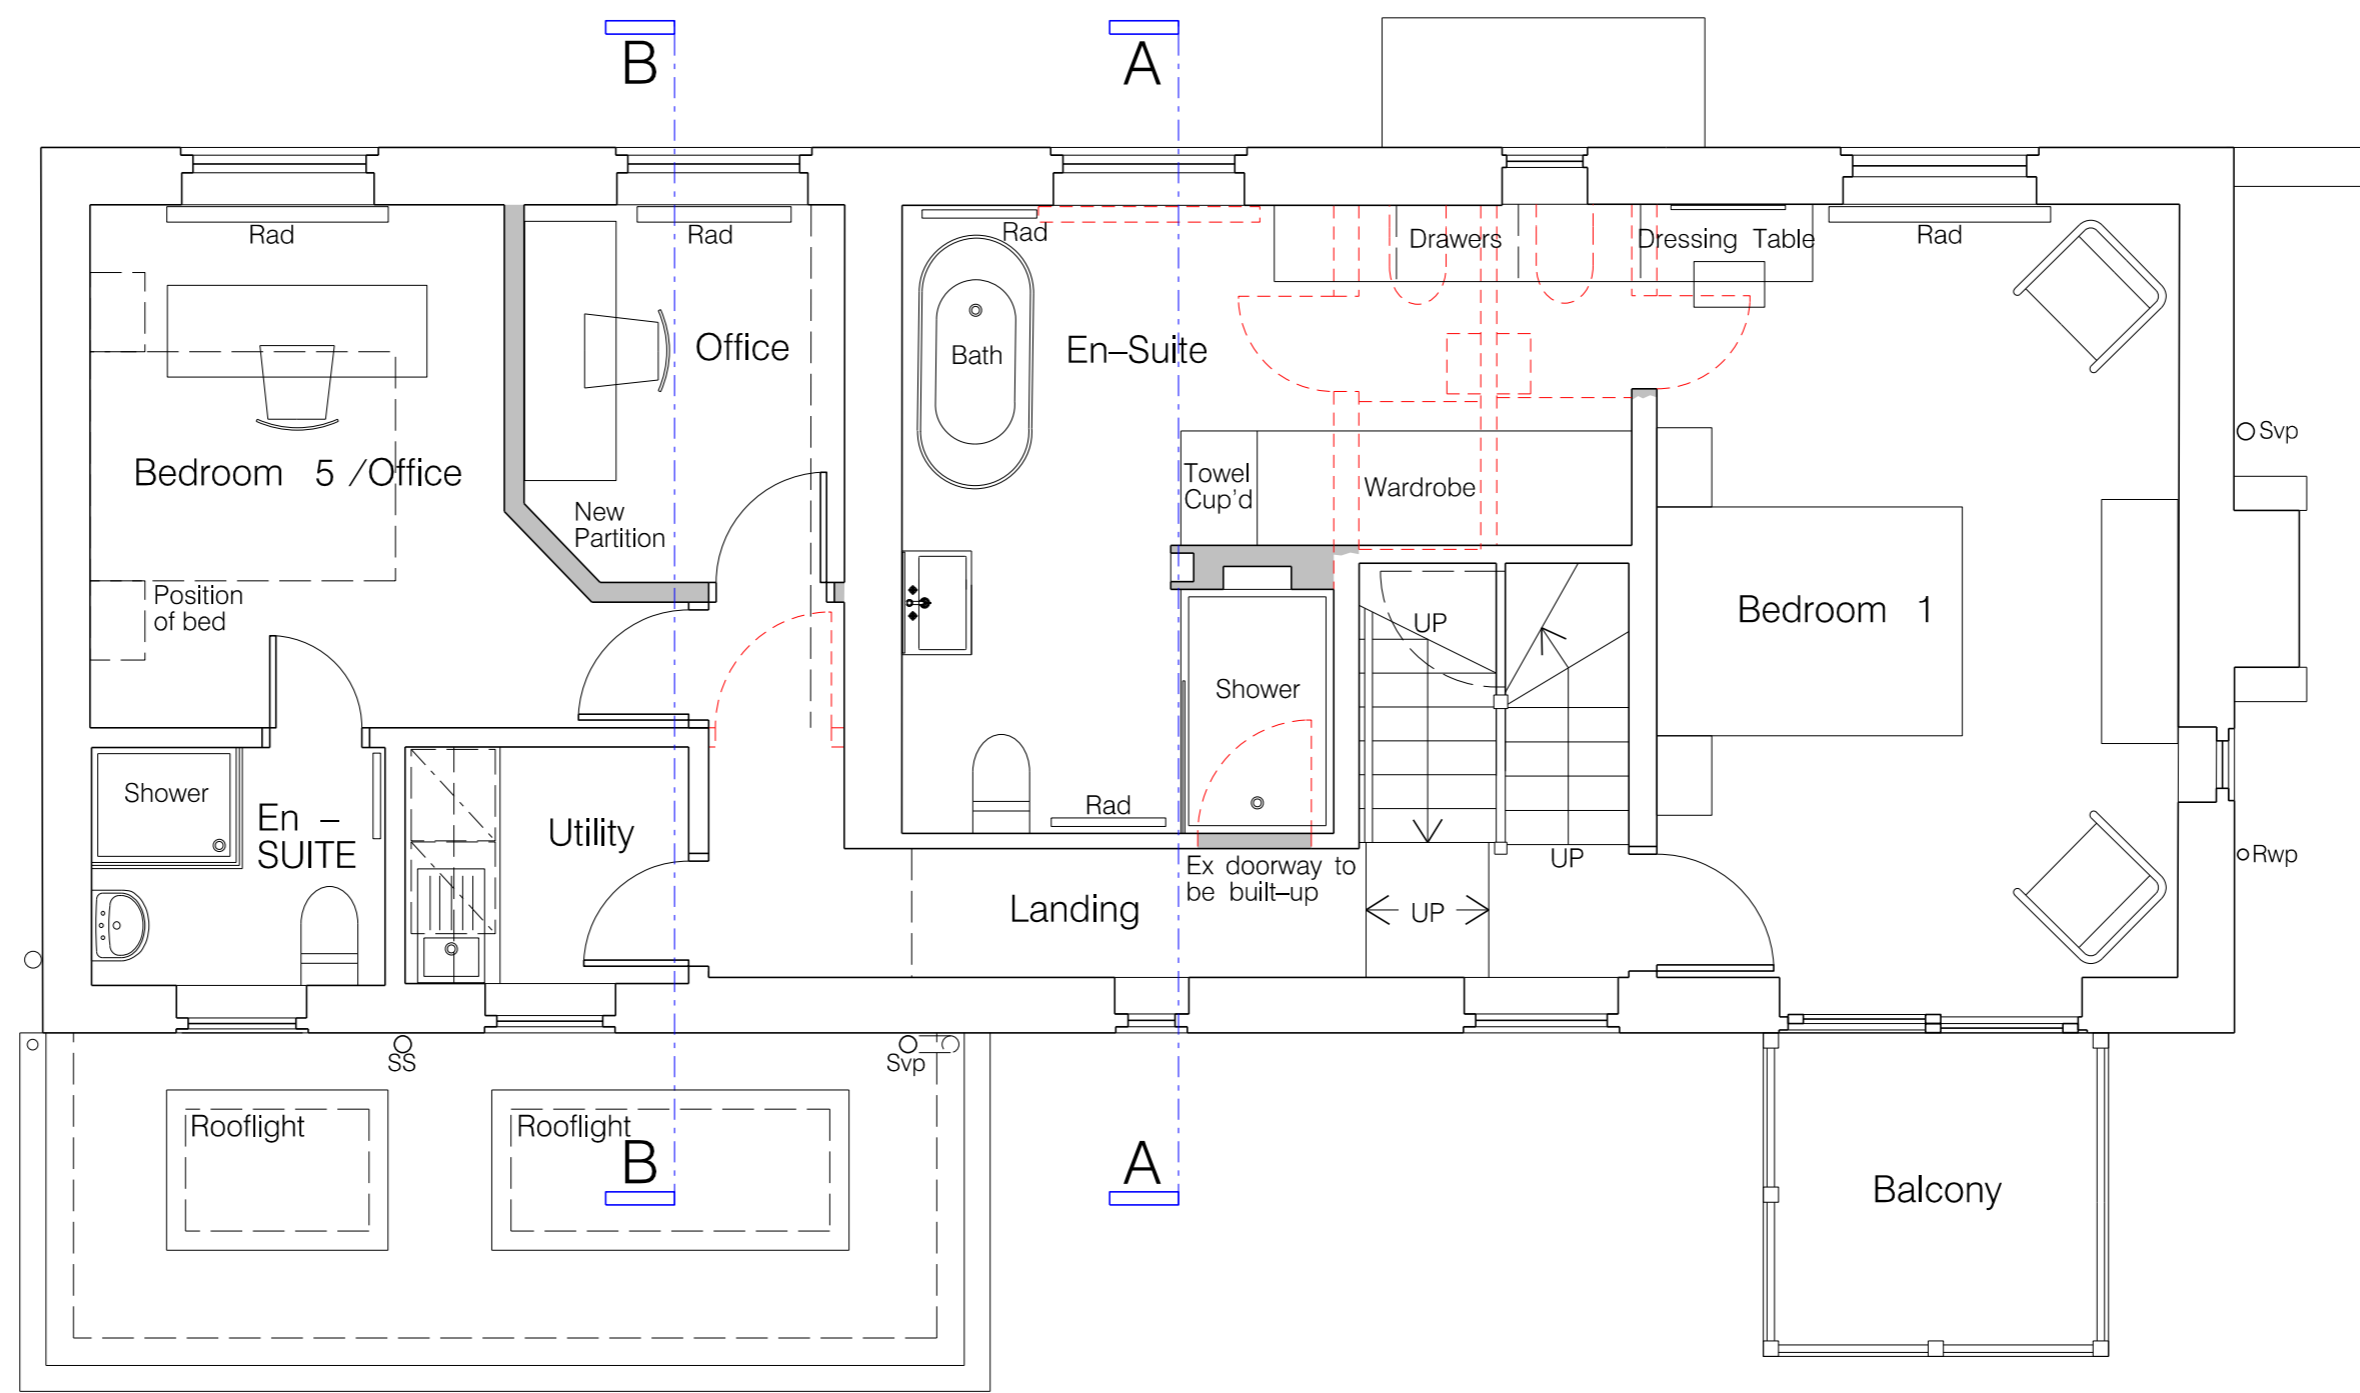 B
A
Rad
Rad
Rad
Drawers
Dressing Table
Rad
Office
Bath
En–Suite
Svp
Bedroom 5 /Office
Towel
Cup'd
Wardrobe
New
Partition
Position
of bed
UP
Bedroom 1
Shower
Shower
En –
SUITE
Utility
Rad
Ex doorway to
be built–up
UP
Rwp
Landing
UP
SS
Svp
Rooflight
Rooflight
B
A
Balcony